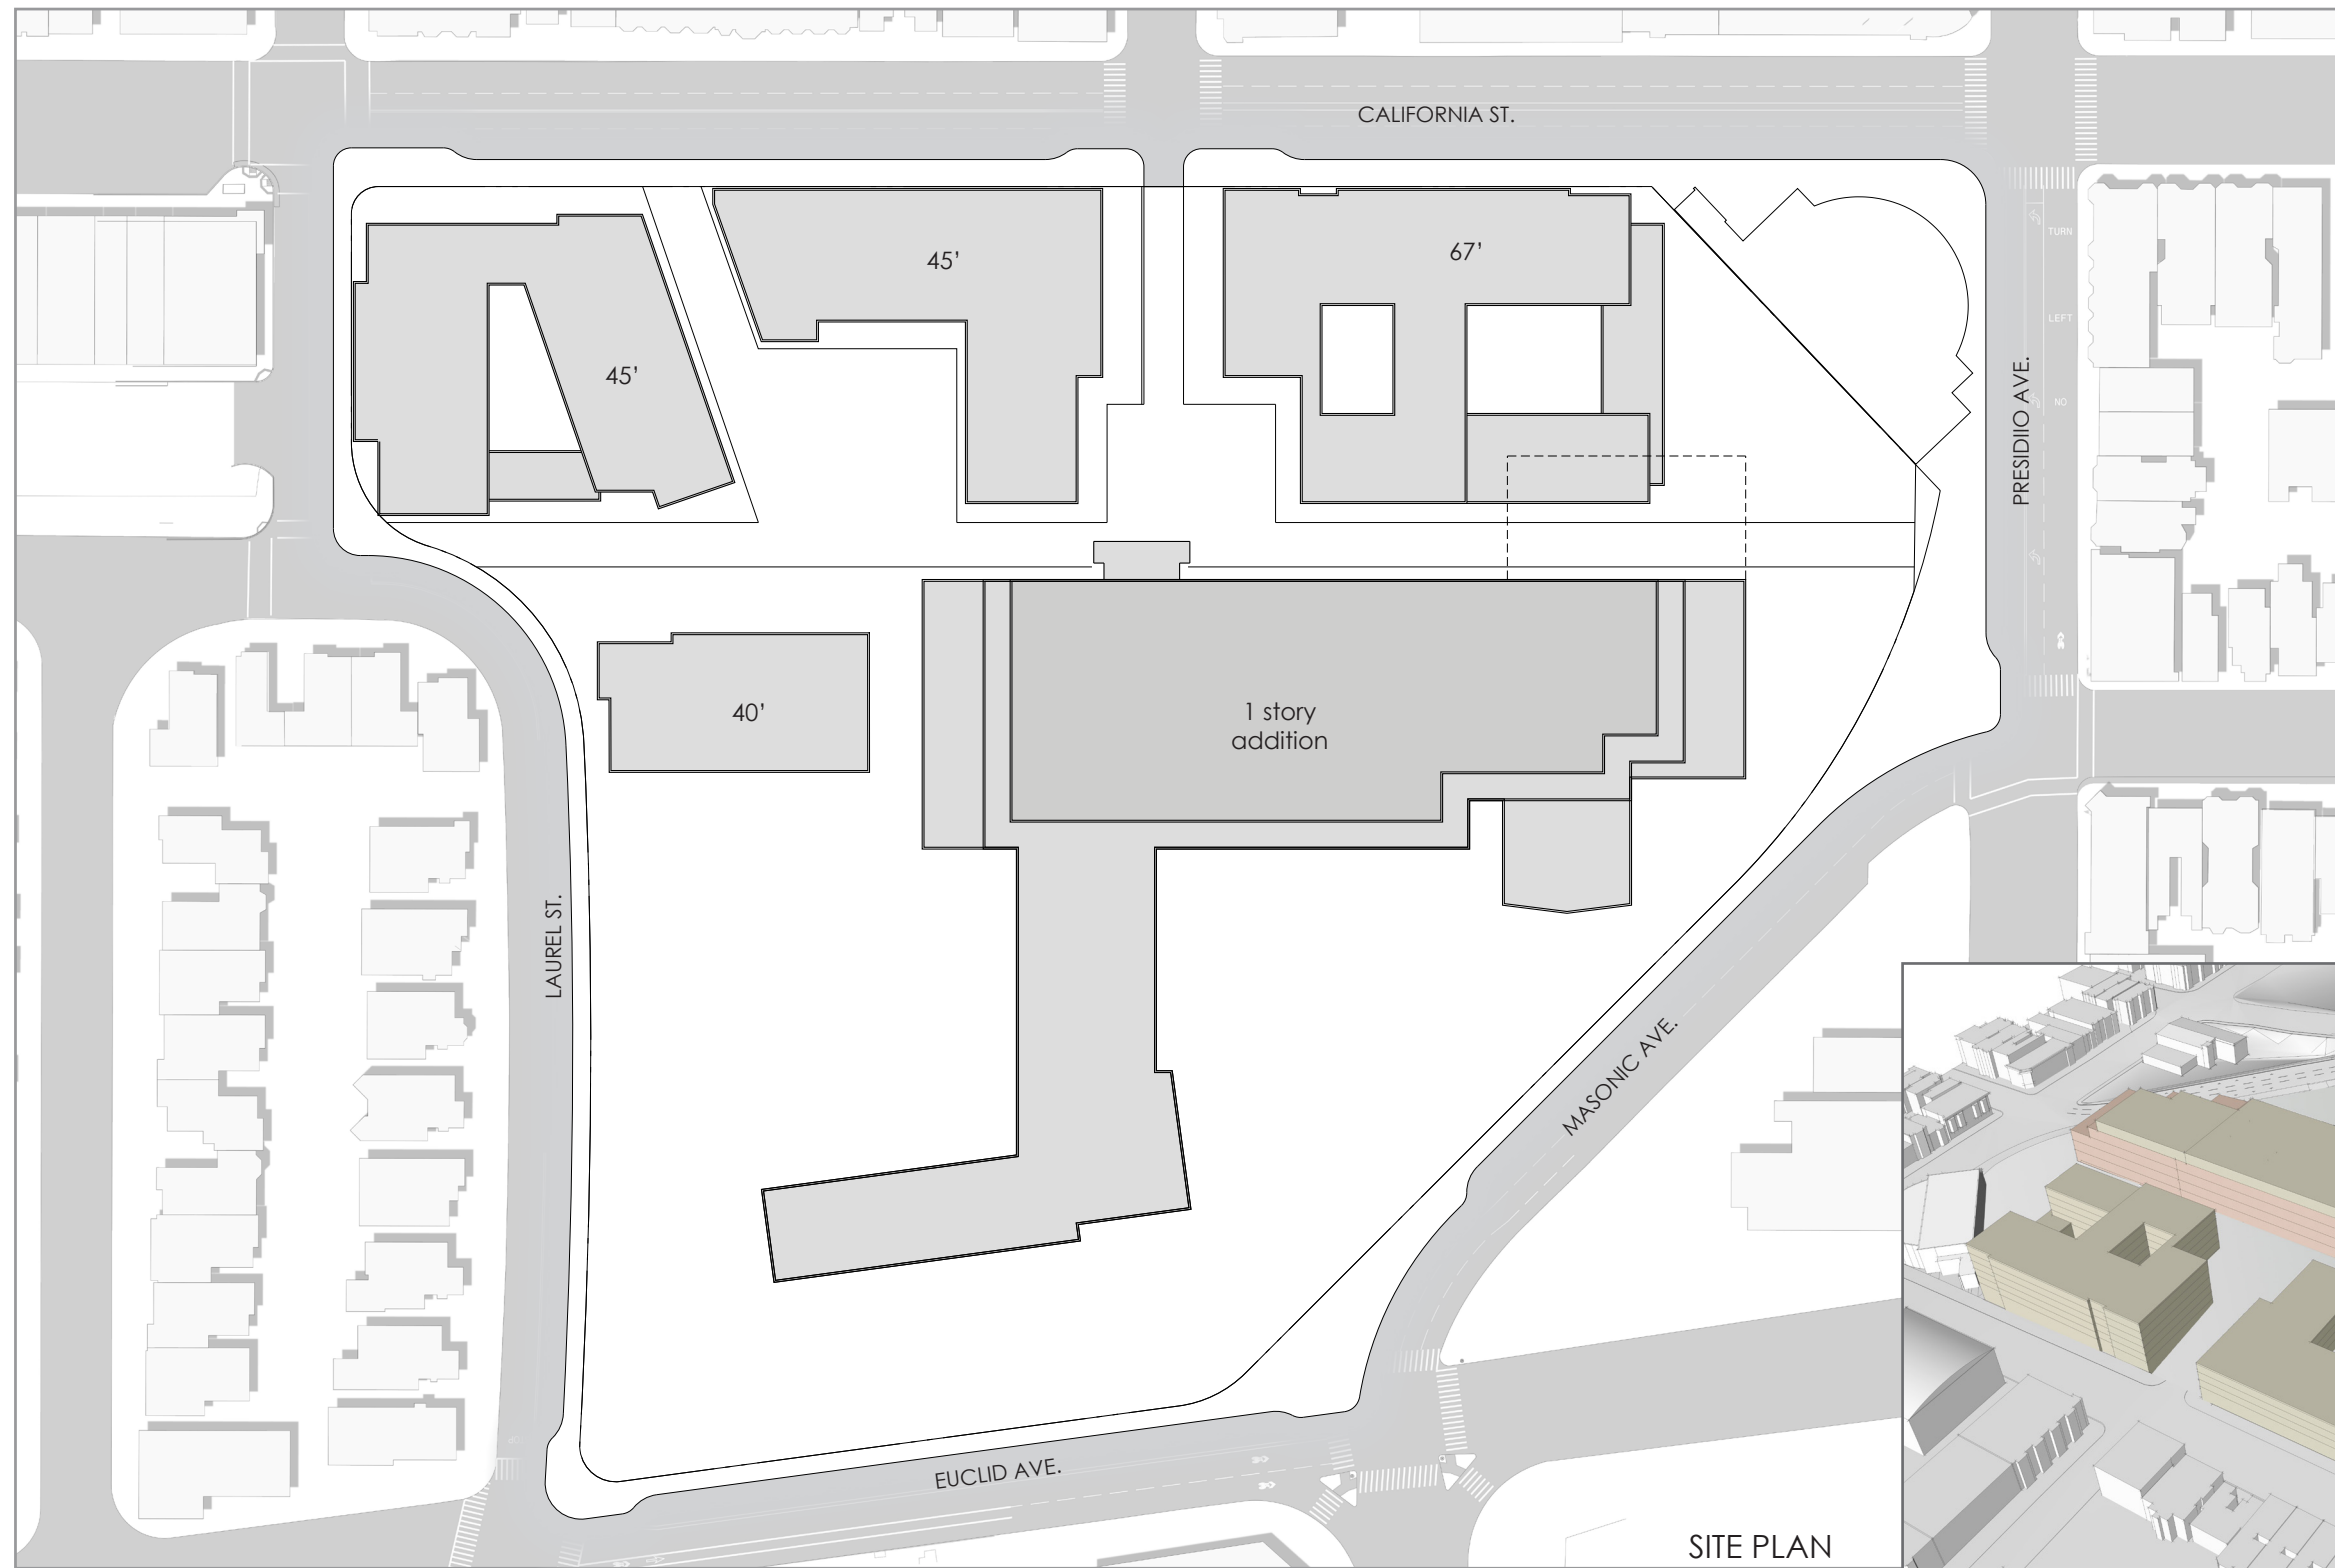 CALIFORNIA ST.
TURN
45’
67’
LEFT
45’
PRESIDIIO AVE.
NO
40’
1 story
addition
LAUREL ST.
MASONIC AVE.
EUCLID AVE.
SITE PLAN